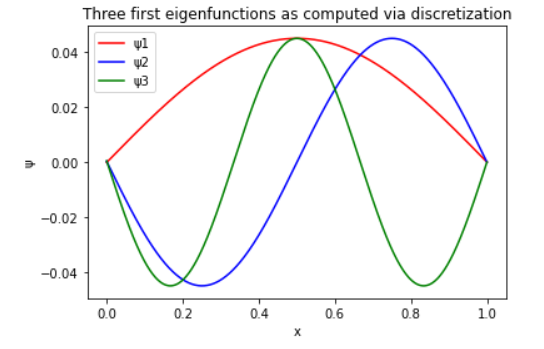 Three first eigenfunctions as computed via discretization
ψ1
ψ2
ψ3
0.04
0.02
0.00
−0.02
−0.04
ψ
0.0 0.2 0.4 0.6 0.8 1.0
x